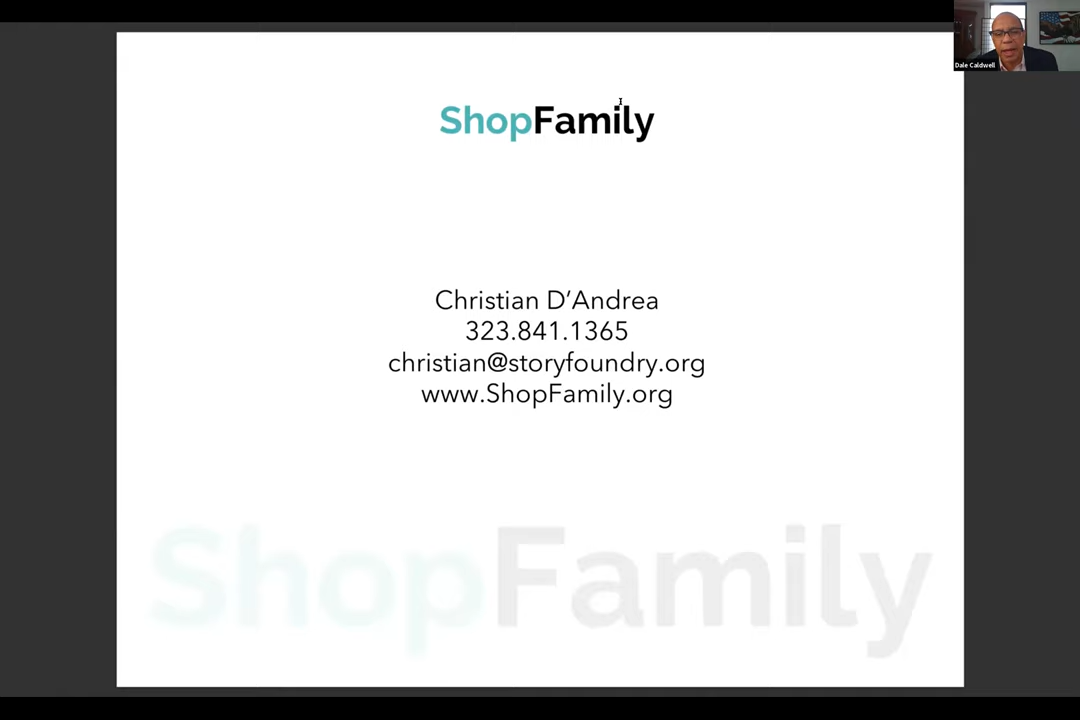 Dale Caldwell
ShopFamily
Christian D’Andrea
323.841.1365
christian@storyfoundry.org
www.ShopFamily.org
ShopFamily